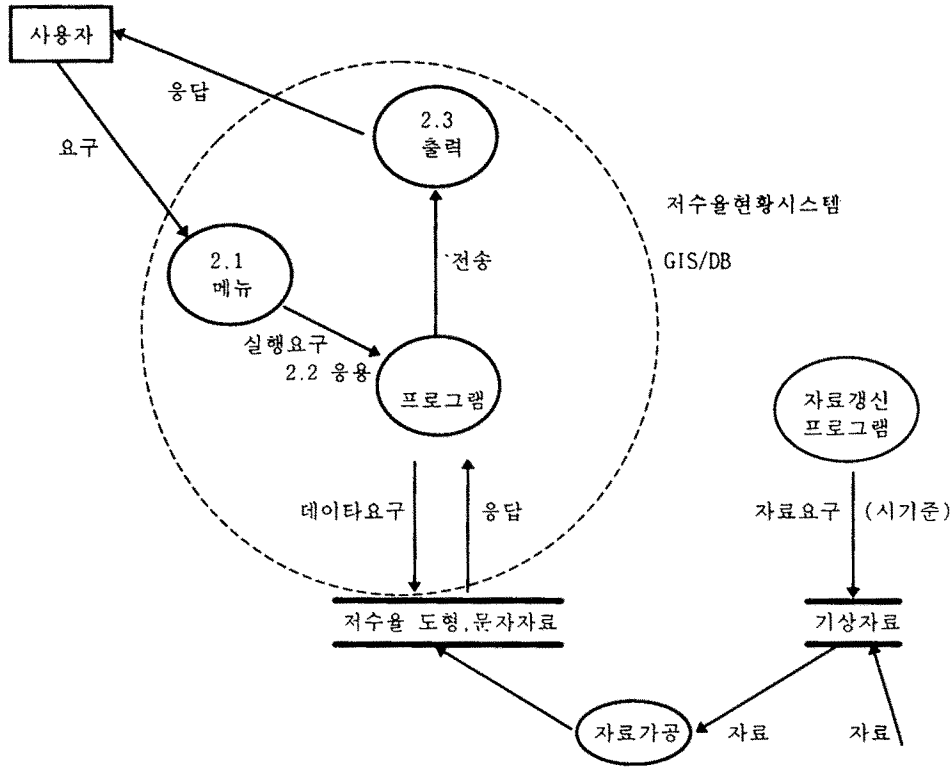 사용자
응답
2.3
출력
요구
저수율현황시스템
2.1
메뉴
전송
GIS/DB
실행요구
2.2 응용
프로그램
자료갱신
프로그램
데이타요구
응답
자료요구
(시기준)
저수율 도형,문자자료
기상자료
자료가공
자료
자료